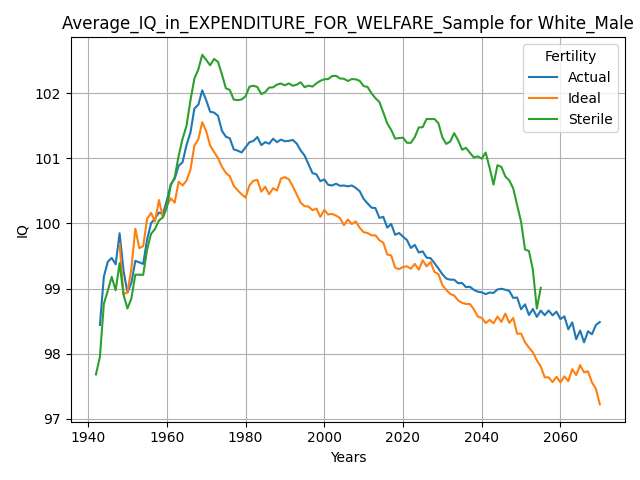 Average_IQ_in_EXPENDITURE_FOR_WELFARE_Sample for White_Male
Fertility
Actual
Ideal
Sterile
IQ
102
101
100
99
98
97
1940
1960
1980
2000
2020
2040
2060
Years